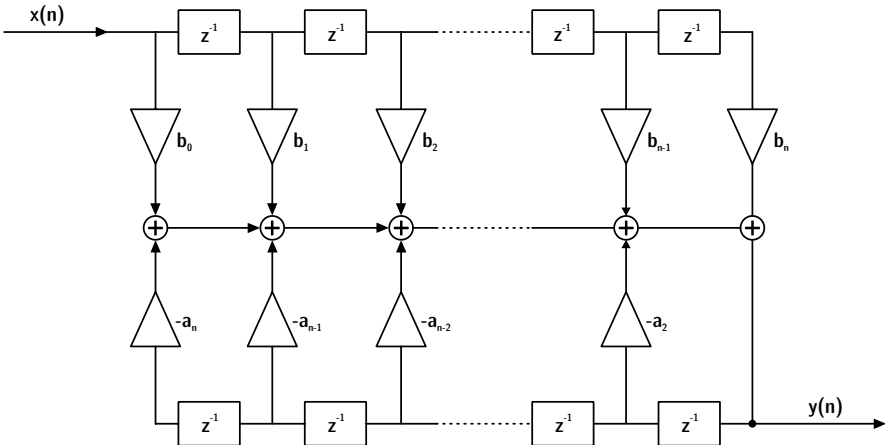 x(n)
z⁻¹ z⁻¹ z⁻¹ z⁻¹
b₀ b₁ b₂ bₙ₋₁ bₙ
-aₙ -aₙ₋₁ -aₙ₋₂ -a₂
z⁻¹ z⁻¹ z⁻¹ z⁻¹
y(n)